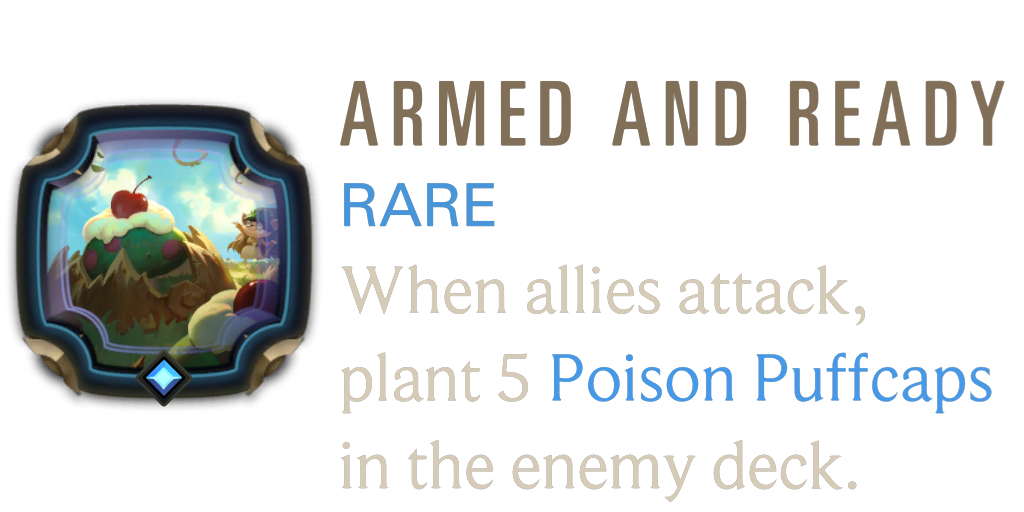 ARMED AND READY
RARE
When allies attack,
plant 5 Poison Puffcaps
in the enemy deck.